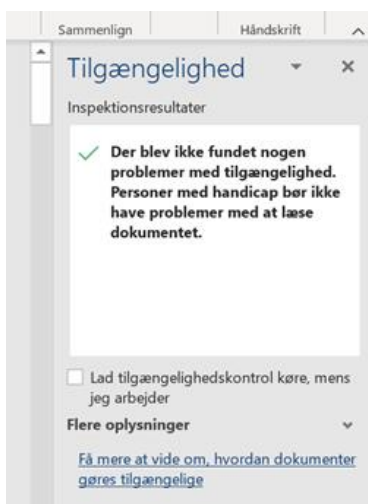 Sammenlign Håndskrift
Tilgængelighed
Inspektionsresultater
Der blev ikke fundet nogen
problemer med tilgængelighed.
Personer med handicap bør ikke
have problemer med at læse
dokumentet.
Lad tilgængelighedskontrol køre, mens
jeg arbejder
Flere oplysninger
Få mere at vide om, hvordan dokumenter
gøres tilgængelige